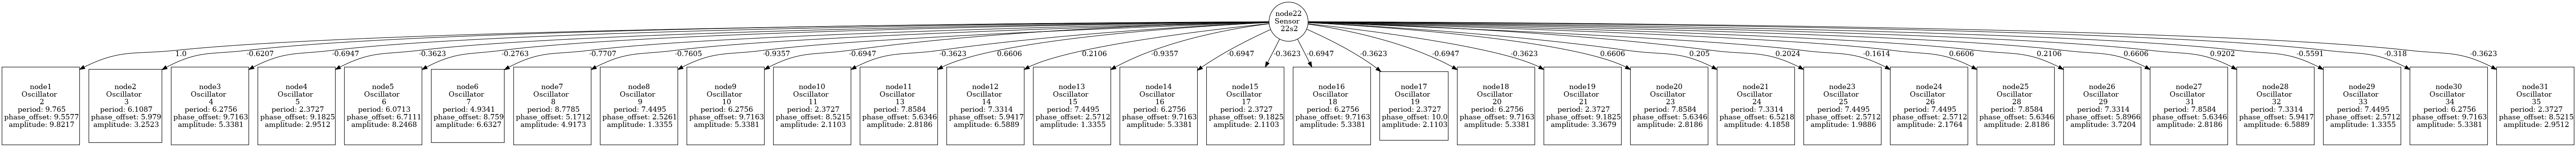 node22
Sensor
22s2
1.0
-0.6207
-0.6947
-0.3623
-0.2763
-0.7707
-0.7605
-0.9357
-0.6947
-0.3623
0.6606
0.2106
-0.9357
-0.6947
-0.3623
-0.6947
-0.3623
-0.6947
-0.3623
0.6606
0.205
0.2024
-0.1614
0.6606
0.2106
0.6606
0.9202
-0.5591
-0.318
-0.3623
node1
Oscillator
2
period: 9.765
phase_offset: 9.5577
amplitude: 9.8217
node2
Oscillator
3
period: 6.1087
phase_offset: 5.979
amplitude: 3.2523
node3
Oscillator
4
period: 6.2756
phase_offset: 9.7163
amplitude: 5.3381
node4
Oscillator
5
period: 2.3727
phase_offset: 9.1825
amplitude: 2.9512
node5
Oscillator
6
period: 6.0713
phase_offset: 6.7111
amplitude: 8.2468
node6
Oscillator
7
period: 4.9341
phase_offset: 8.759
amplitude: 6.6327
node7
Oscillator
8
period: 8.7785
phase_offset: 5.1712
amplitude: 4.9173
node8
Oscillator
9
period: 7.4495
phase_offset: 2.5261
amplitude: 1.3355
node9
Oscillator
10
period: 6.2756
phase_offset: 9.7163
amplitude: 5.3381
node10
Oscillator
11
period: 2.3727
phase_offset: 8.5215
amplitude: 2.1103
node11
Oscillator
13
period: 7.8584
phase_offset: 5.6346
amplitude: 2.8186
node12
Oscillator
14
period: 7.3314
phase_offset: 5.9417
amplitude: 6.5889
node13
Oscillator
15
period: 7.4495
phase_offset: 2.5712
amplitude: 1.3355
node14
Oscillator
16
period: 6.2756
phase_offset: 9.7163
amplitude: 5.3381
node15
Oscillator
17
period: 2.3727
phase_offset: 9.1825
amplitude: 2.1103
node16
Oscillator
18
period: 6.2756
phase_offset: 9.7163
amplitude: 5.3381
node17
Oscillator
19
period: 2.3727
phase_offset: 10.0
amplitude: 2.1103
node18
Oscillator
20
period: 6.2756
phase_offset: 9.7163
amplitude: 5.3381
node19
Oscillator
21
period: 2.3727
phase_offset: 9.1825
amplitude: 3.3679
node20
Oscillator
23
period: 7.8584
phase_offset: 5.6346
amplitude: 2.8186
node21
Oscillator
24
period: 7.3314
phase_offset: 6.5218
amplitude: 4.1858
node23
Oscillator
25
period: 7.4495
phase_offset: 2.5712
amplitude: 1.9886
node24
Oscillator
26
period: 7.4495
phase_offset: 2.5712
amplitude: 2.1764
node25
Oscillator
28
period: 7.8584
phase_offset: 5.6346
amplitude: 2.8186
node26
Oscillator
29
period: 7.3314
phase_offset: 5.8966
amplitude: 3.7204
node27
Oscillator
31
period: 7.8584
phase_offset: 5.6346
amplitude: 2.8186
node28
Oscillator
32
period: 7.3314
phase_offset: 5.9417
amplitude: 6.5889
node29
Oscillator
33
period: 7.4495
phase_offset: 2.5712
amplitude: 1.3355
node30
Oscillator
34
period: 6.2756
phase_offset: 9.7163
amplitude: 5.3381
node31
Oscillator
35
period: 2.3727
phase_offset: 8.5215
amplitude: 2.9512